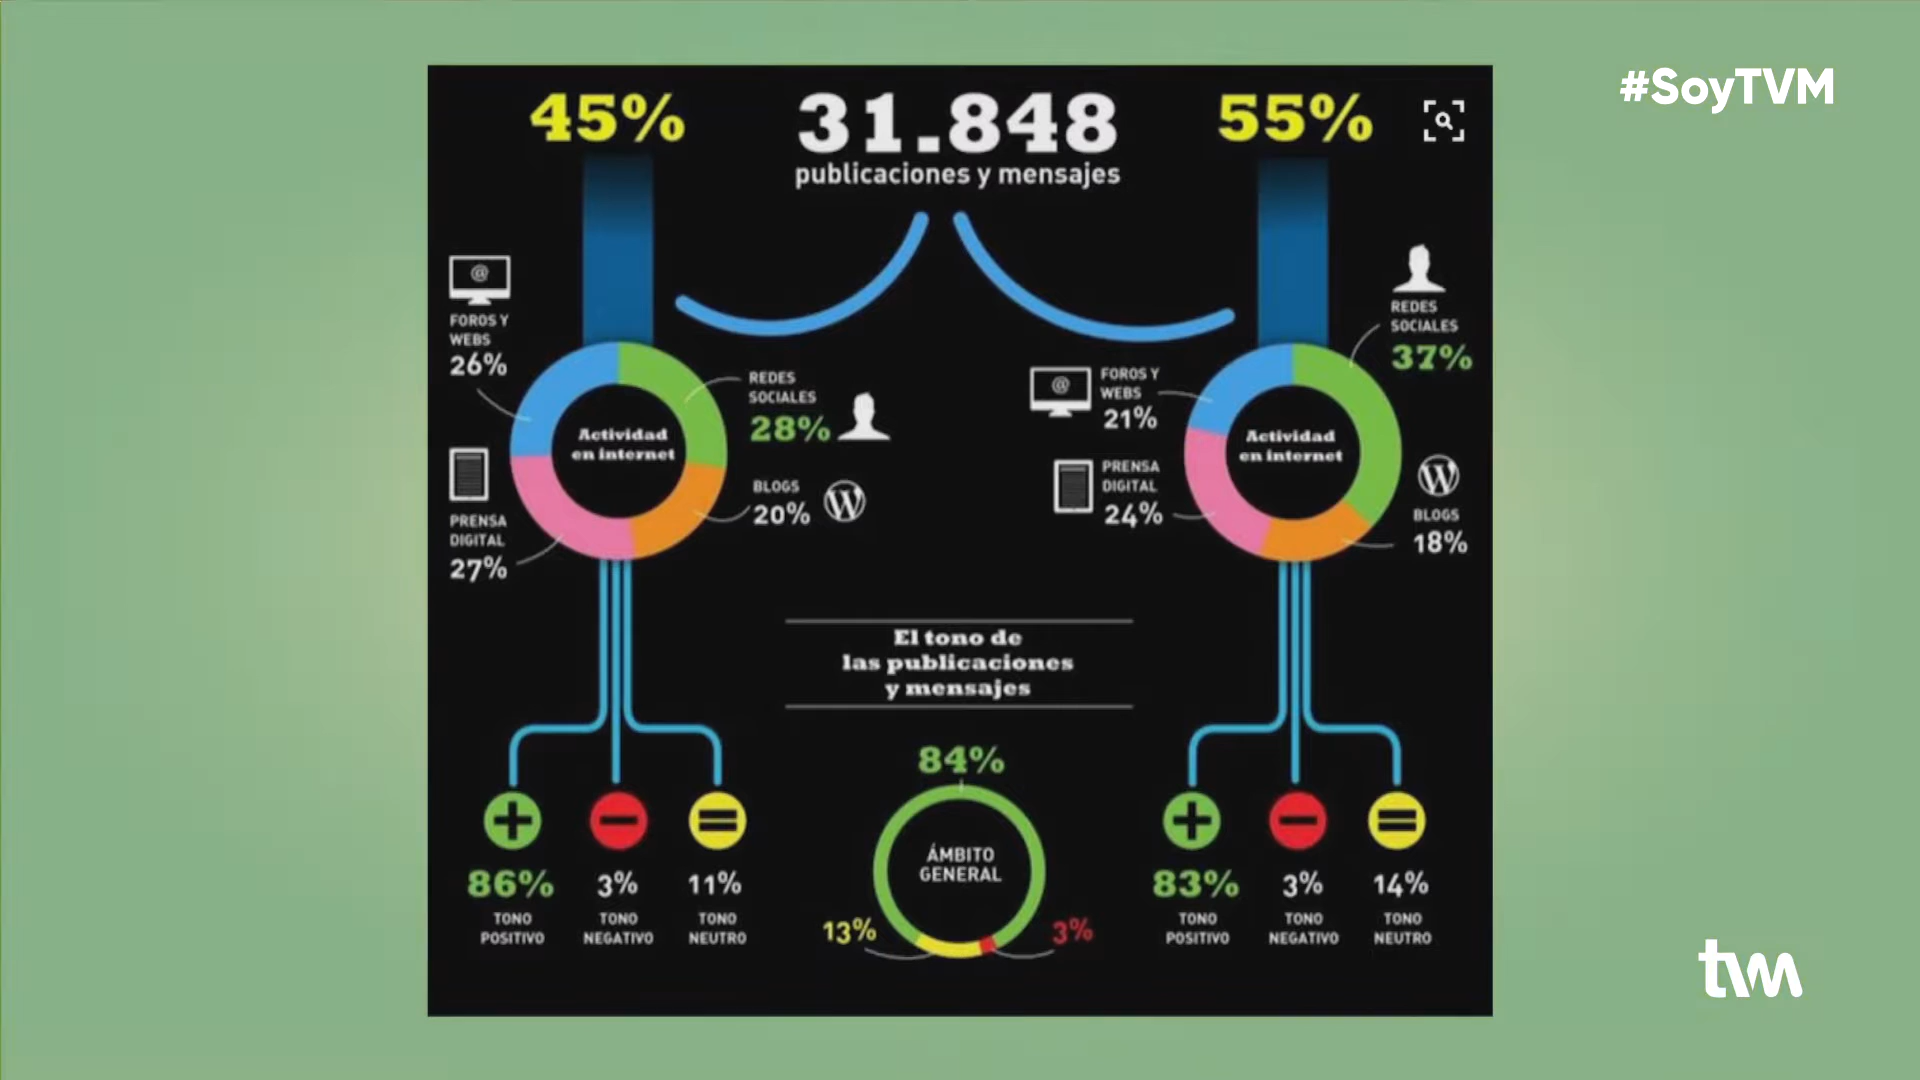 #SoyTVM
45%
31.848
publicaciones y mensajes
55%
@
FOROS Y
WEBS
26%
Actividad
en internet
REDES
SOCIALES
28%
BLOGS
20%
W
PRENSA
DIGITAL
27%
@
FOROS Y
WEBS
21%
PRENSA
DIGITAL
24%
Actividad
en internet
REDES
SOCIALES
37%
W
BLOGS
18%
El tono de
las publicaciones
y mensajes
86%
TONO
POSITIVO
3%
TONO
NEGATIVO
11%
TONO
NEUTRO
84%
ÁMBITO
GENERAL
13%
3%
83%
TONO
POSITIVO
3%
TONO
NEGATIVO
14%
TONO
NEUTRO
tvm